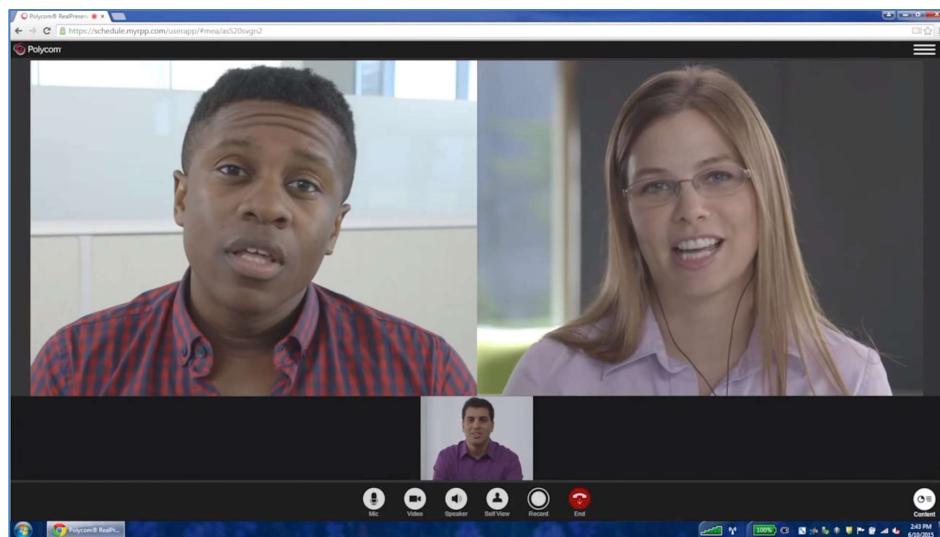 Polycom® RealPresen
https://schedule.myrpp.com/userapp/#mea/as520svgn2
Polycom
Mic
Video
Speaker
Self View
Record
End
Content
Polycom® RealPr...
100%
2:43 PM
6/10/2015